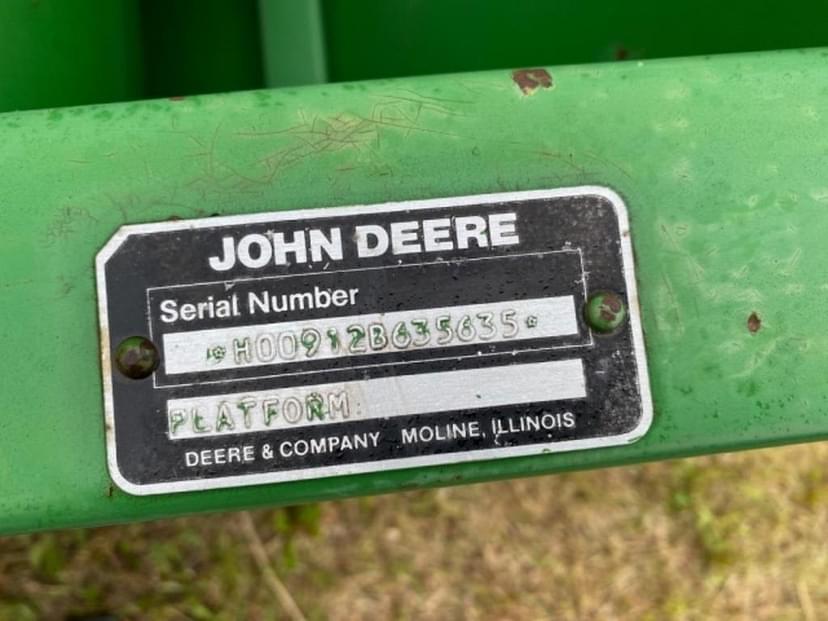 JOHN DEERE
Serial Number
*H00912B635635*
PLATFORM
DEERE & COMPANY MOLINE, ILLINOIS